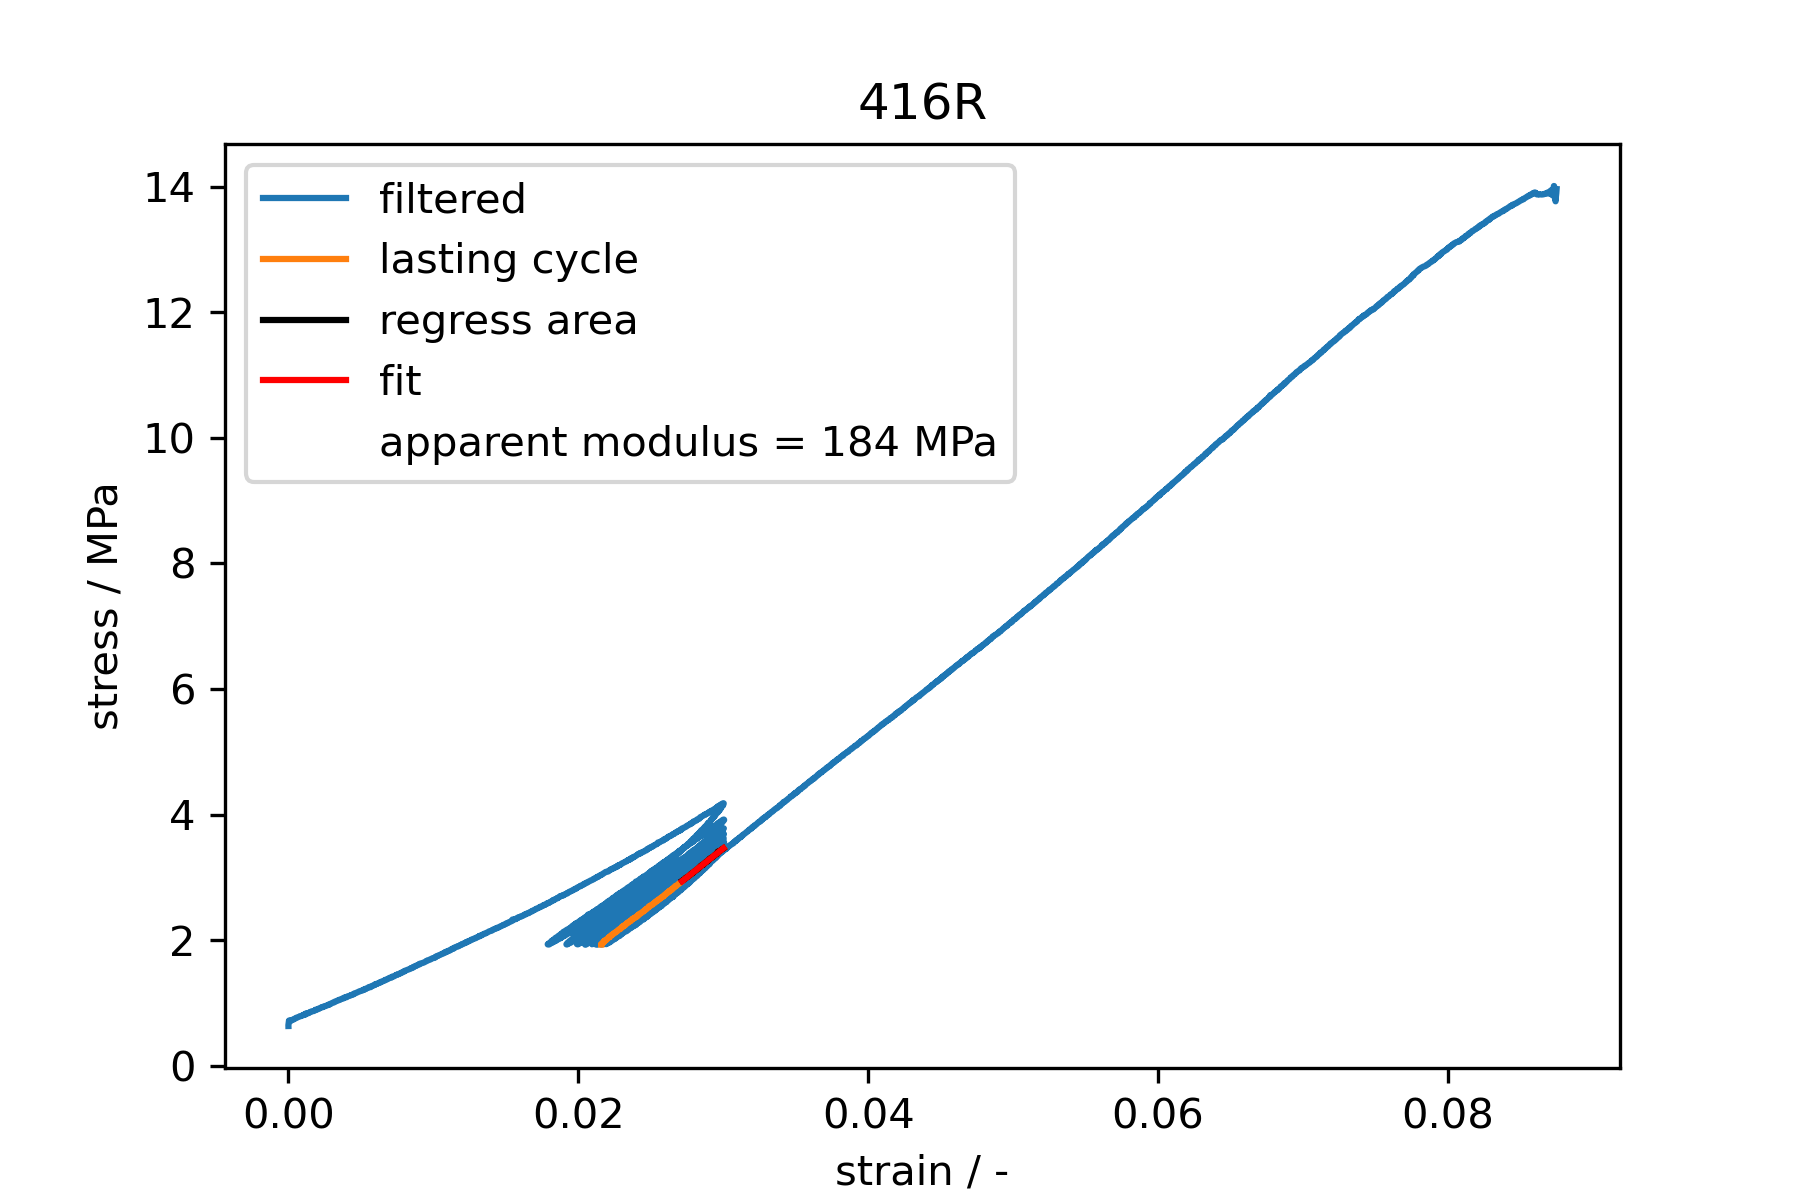 416R
14
12
10
8
6
4
2
0
stress / MPa
filtered
lasting cycle
regress area
fit
apparent modulus = 184 MPa
0.00 0.02 0.04 0.06 0.08
strain / -